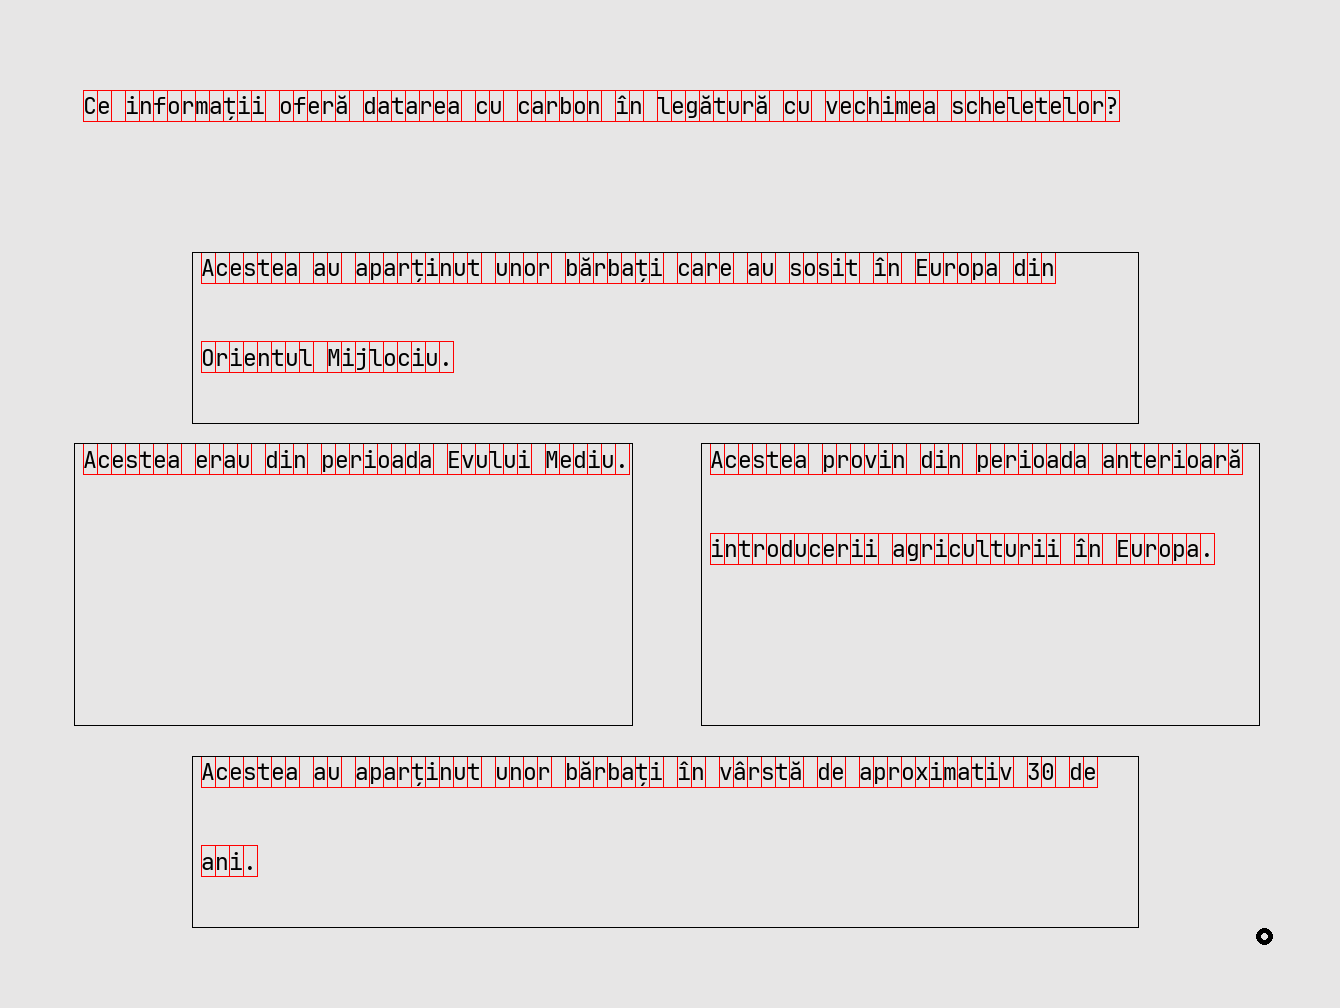 Ce informații oferă datarea cu carbon în legătură cu vechimea scheletelor?
Acestea au aparținut unor bărbați care au sosit în Europa din
Orientul Mijlociu.
Acestea erau din perioada Evului Mediu.
Acestea provin din perioada anterioară
introducerii agriculturii în Europa.
Acestea au aparținut unor bărbați în vârstă de aproximativ 30 de
ani.